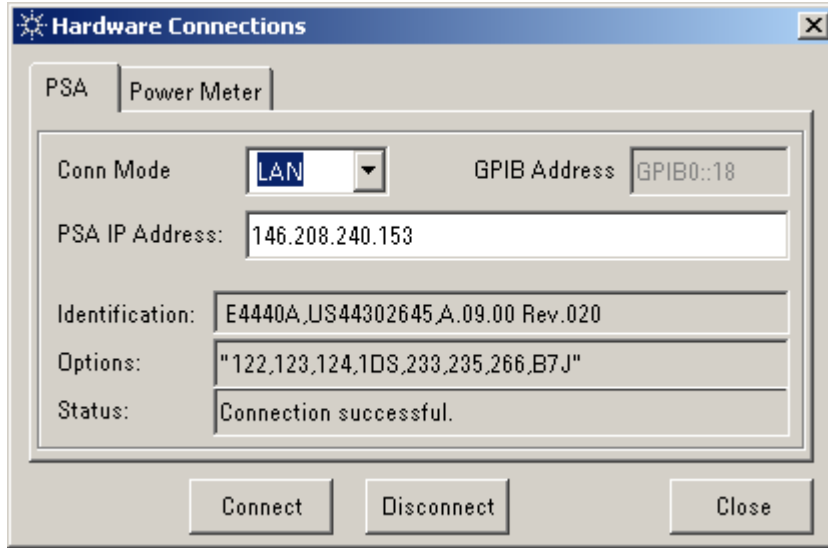 Hardware Connections
PSA Power Meter
Conn Mode LAN GPIB Address GPIB0::18
PSA IP Address: 146.208.240.153
Identification: E4440A,US44302645,A.09.00 Rev.020
Options: "122,123,124,1DS,233,235,266,B7J"
Status: Connection successful.
Connect Disconnect Close